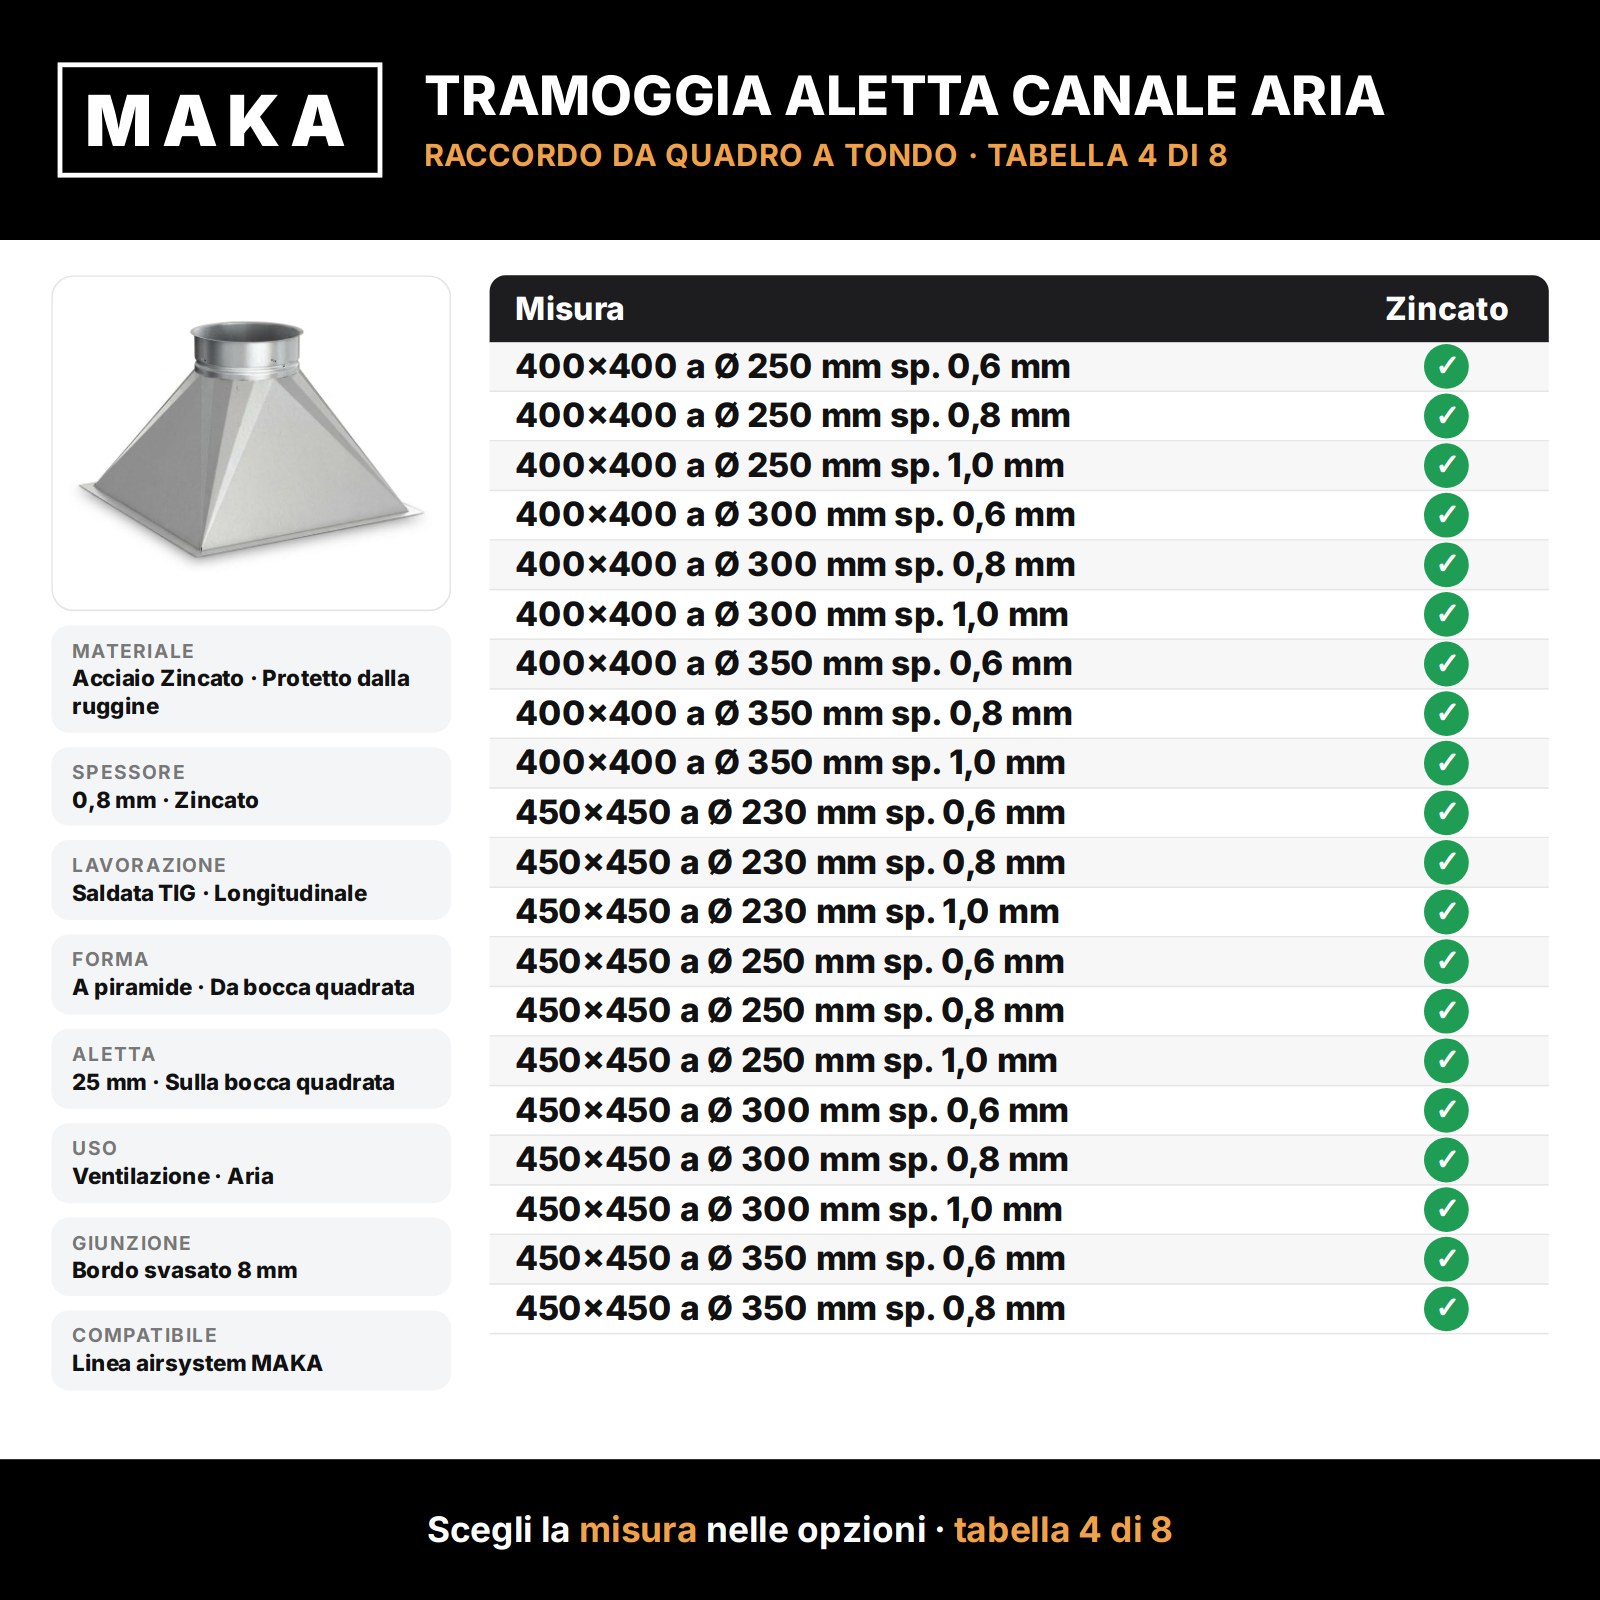 MAKA
TRAMOGGIA ALETTA CANALE ARIA
RACCORDO DA QUADRO A TONDO · TABELLA 4 DI 8
MATERIALE
Acciaio Zincato · Protetto dalla
ruggine
SPESSORE
0,8 mm · Zincato
LAVORAZIONE
Saldata TIG · Longitudinale
FORMA
A piramide · Da bocca quadrata
ALETTA
25 mm · Sulla bocca quadrata
USO
Ventilazione · Aria
GIUNZIONE
Bordo svasato 8 mm
COMPATIBILE
Linea airsystem MAKA
Misura Zincato
400×400 a Ø 250 mm sp. 0,6 mm ✓
400×400 a Ø 250 mm sp. 0,8 mm ✓
400×400 a Ø 250 mm sp. 1,0 mm ✓
400×400 a Ø 300 mm sp. 0,6 mm ✓
400×400 a Ø 300 mm sp. 0,8 mm ✓
400×400 a Ø 300 mm sp. 1,0 mm ✓
400×400 a Ø 350 mm sp. 0,6 mm ✓
400×400 a Ø 350 mm sp. 0,8 mm ✓
400×400 a Ø 350 mm sp. 1,0 mm ✓
450×450 a Ø 230 mm sp. 0,6 mm ✓
450×450 a Ø 230 mm sp. 0,8 mm ✓
450×450 a Ø 230 mm sp. 1,0 mm ✓
450×450 a Ø 250 mm sp. 0,6 mm ✓
450×450 a Ø 250 mm sp. 0,8 mm ✓
450×450 a Ø 250 mm sp. 1,0 mm ✓
450×450 a Ø 300 mm sp. 0,6 mm ✓
450×450 a Ø 300 mm sp. 0,8 mm ✓
450×450 a Ø 300 mm sp. 1,0 mm ✓
450×450 a Ø 350 mm sp. 0,6 mm ✓
450×450 a Ø 350 mm sp. 0,8 mm ✓
Scegli la misura nelle opzioni · tabella 4 di 8